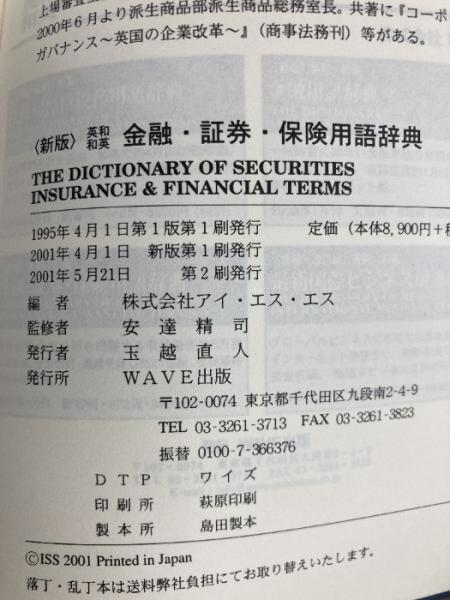 上場審査
2000年6月より派生商品部派生商品総務室長。共著に『コーポ
ガバナンス～英国の企業改革～』(商事法務刊) 等がある。
〈新版〉 英和 和英 金融・証券・保険用語辞典
THE DICTIONARY OF SECURITIES
INSURANCE & FINANCIAL TERMS
1995年4月1日第1版第1刷発行 定価 (本体8,900円+税
2001年4月1日 新版第1刷発行
2001年5月21日 第2刷発行
編者 株式会社アイ・エス・エス
監修者 安達精司
発行者 玉越直人
発行所 WAVE出版
〒102-0074 東京都千代田区九段南2-4-9
TEL 03-3261-3713 FAX 03-3261-3823
振替 0100-7-366376
DTP ワイズ
印刷所 萩原印刷
製本所 島田製本
©ISS 2001 Printed in Japan
落丁・乱丁本は送料弊社負担にてお取り替えいたします。